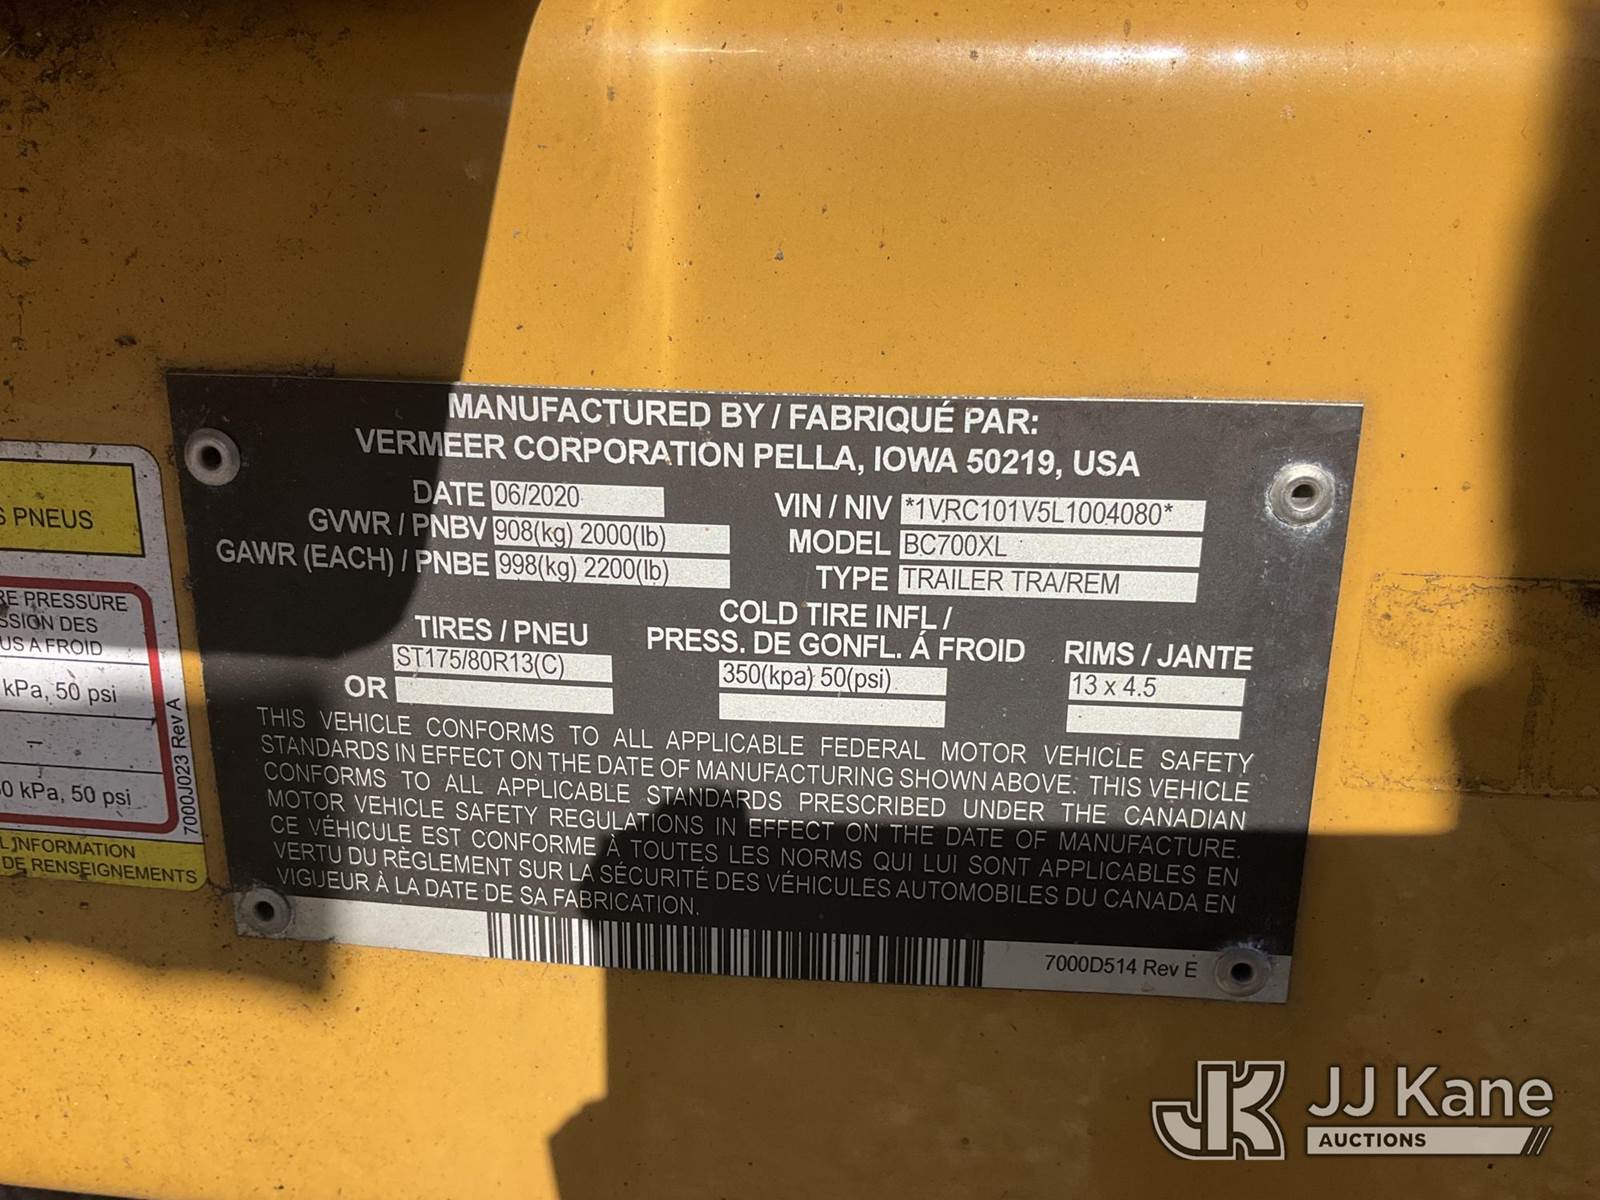 MANUFACTURED BY / FABRIQUÉ PAR:
VERMEER CORPORATION PELLA, IOWA 50219, USA
DATE 06/2020
GVWR / PNBV 908(kg) 2000(lb)
GAWR (EACH) / PNBE 998(kg) 2200(lb)
VIN / NIV *1VRC101V5L1004080*
MODEL BC700XL
TYPE TRAILER TRA/REM
TIRES / PNEU
ST175/80R13(C)
OR
COLD TIRE INFL /
PRESS. DE GONFL. Á FROID
350(kpa) 50(psi)
RIMS / JANTE
13 x 4.5
THIS VEHICLE CONFORMS TO ALL APPLICABLE FEDERAL MOTOR VEHICLE SAFETY
STANDARDS IN EFFECT ON THE DATE OF MANUFACTURING SHOWN ABOVE. THIS VEHICLE
CONFORMS TO ALL APPLICABLE STANDARDS PRESCRIBED UNDER THE CANADIAN
MOTOR VEHICLE SAFETY REGULATIONS IN EFFECT ON THE DATE OF MANUFACTURE.
CE VÉHICULE EST CONFORME À TOUTES LES NORMS QUI LUI SONT APPLICABLES EN
VERTU DU RÈGLEMENT SUR LA SÉCURITÉ DES VÉHICULES AUTOMOBILES DU CANADA EN
VIGUEUR À LA DATE DE SA FABRICATION.
7000D514 Rev E
PNEUS
PRESSURE
DES
A FROID
kPa, 50 psi
–
kPa, 50 psi
7000J023 Rev A
INFORMATION
DE RENSEIGNEMENTS
JK JJ Kane
AUCTIONS